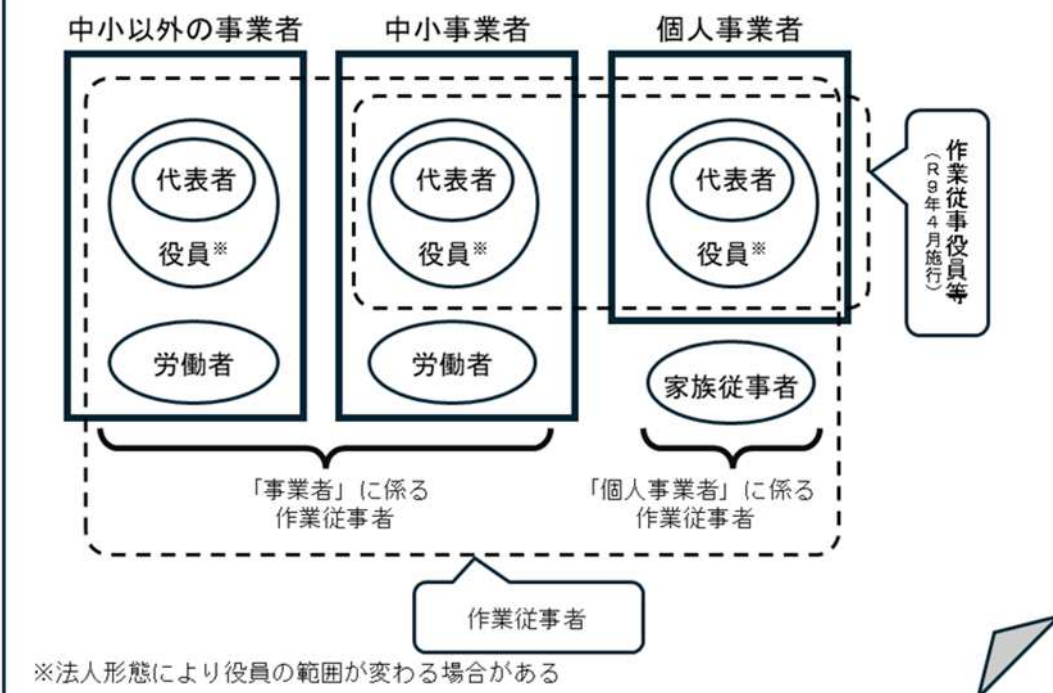 中小以外の事業者
中小事業者
個人事業者
代表者
役員※
労働者
代表者
役員※
労働者
代表者
役員※
家族従事者
作業従事役員等
（R9年4月施行）
「事業者」に係る
作業従事者
「個人事業者」に係る
作業従事者
作業従事者
※法人形態により役員の範囲が変わる場合がある